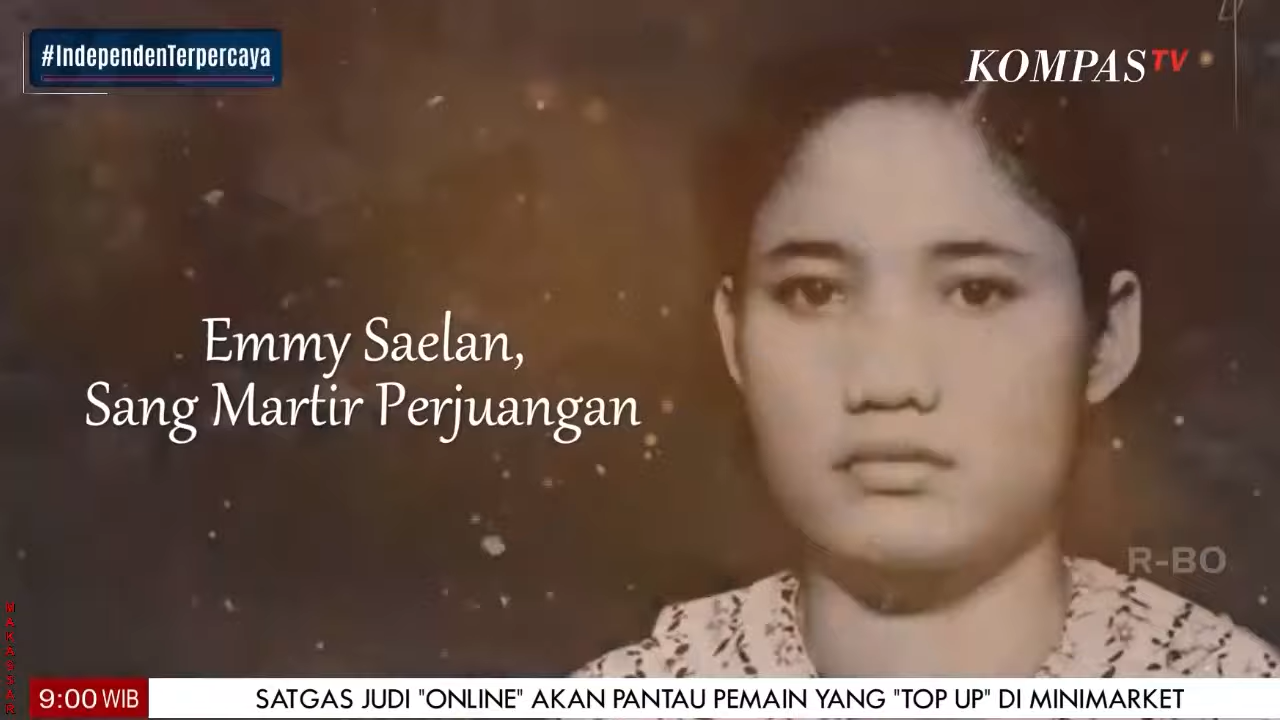 #IndependenTerpercaya
KOMPAS TV
Emmy Saelan,
Sang Martir Perjuangan
R-BO
MAKASSAR
9:00 WIB
SATGAS JUDI "ONLINE" AKAN PANTAU PEMAIN YANG "TOP UP" DI MINIMARKET